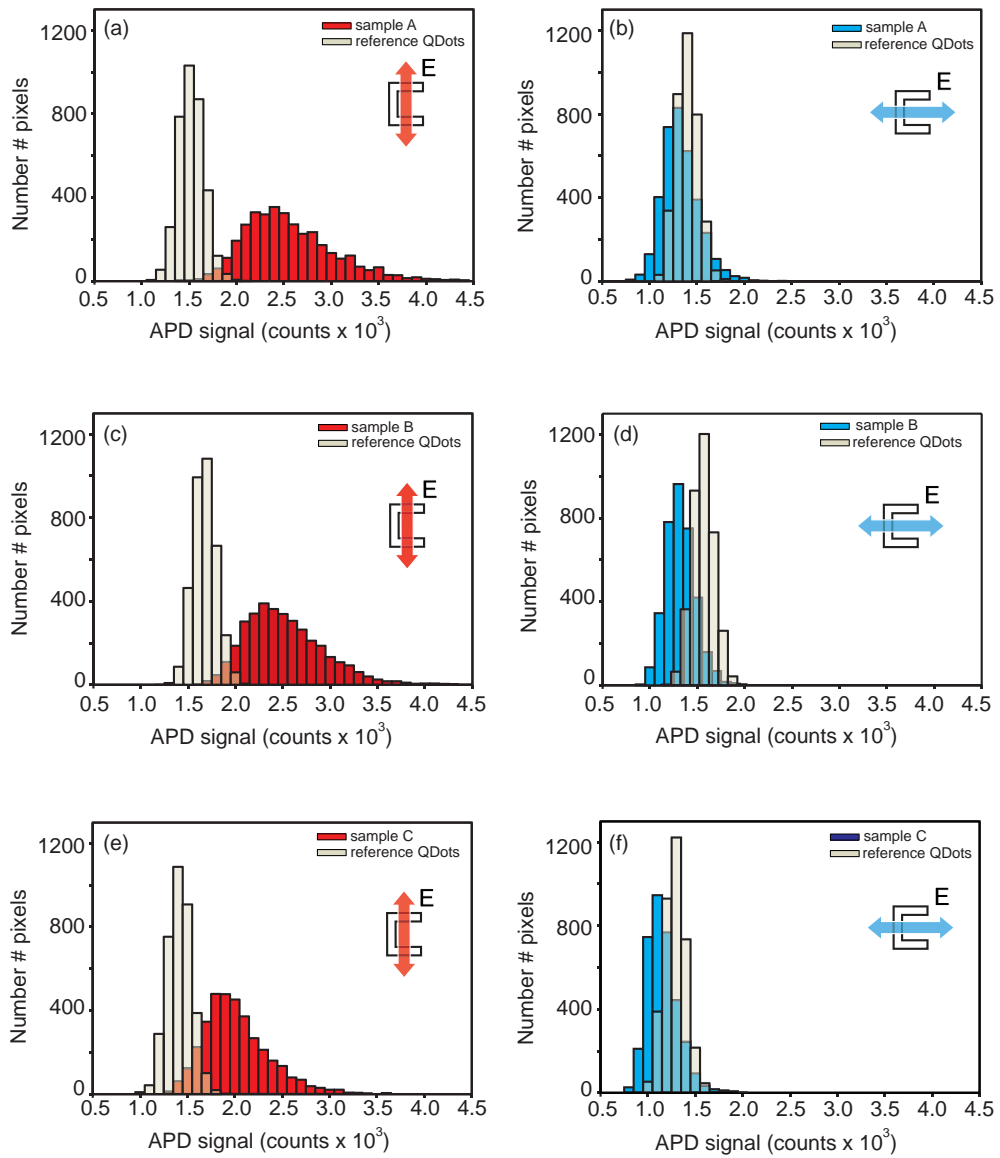 (a)
sample A
reference QDots
E
1200
800
400
0
Number # pixels
0.5 1.0 1.5 2.0 2.5 3.0 3.5 4.0 4.5
APD signal (counts x 10³)
(b)
sample A
reference QDots
E
1200
800
400
0
Number # pixels
0.5 1.0 1.5 2.0 2.5 3.0 3.5 4.0 4.5
APD signal (counts x 10³)
(c)
sample B
reference QDots
E
1200
800
400
0
Number # pixels
0.5 1.0 1.5 2.0 2.5 3.0 3.5 4.0 4.5
APD signal (counts x 10³)
(d)
sample B
reference QDots
E
1200
800
400
0
Number # pixels
0.5 1.0 1.5 2.0 2.5 3.0 3.5 4.0 4.5
APD signal (counts x 10³)
(e)
sample C
reference QDots
E
1200
800
400
0
Number # pixels
0.5 1.0 1.5 2.0 2.5 3.0 3.5 4.0 4.5
APD signal (counts x 10³)
(f)
sample C
reference QDots
E
1200
800
400
0
Number # pixels
0.5 1.0 1.5 2.0 2.5 3.0 3.5 4.0 4.5
APD signal (counts x 10³)